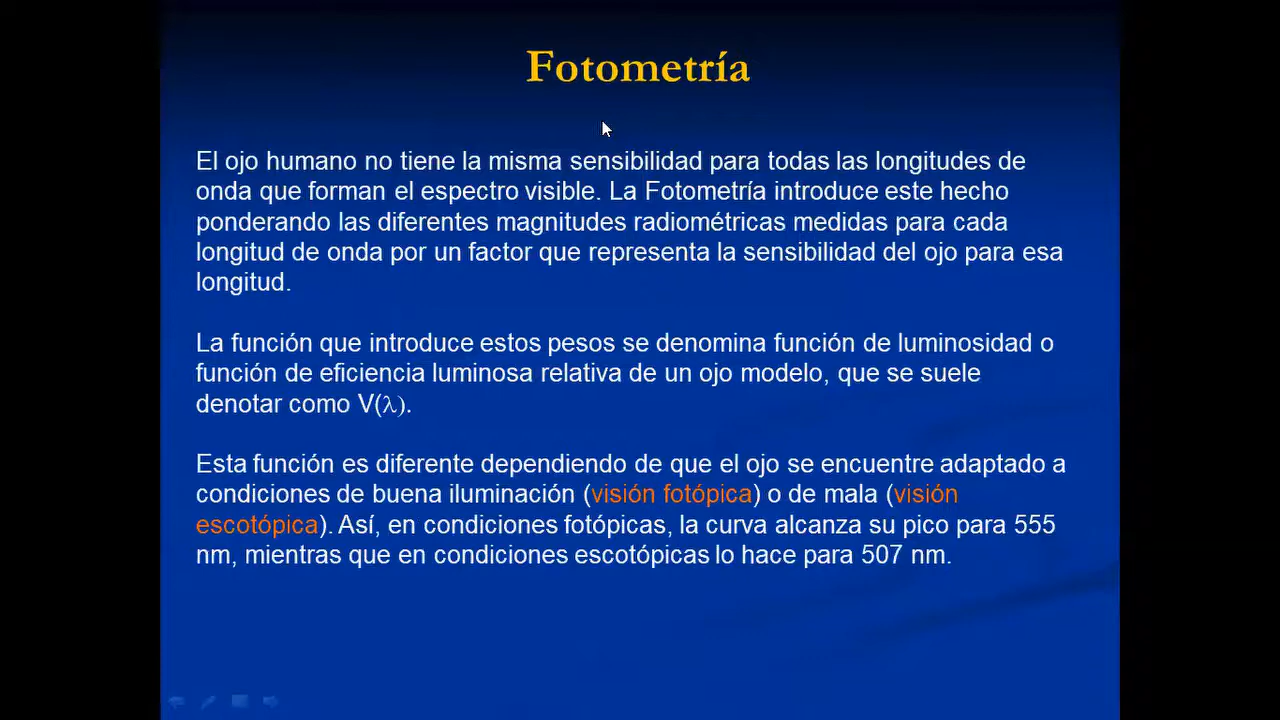 Fotometría
El ojo humano no tiene la misma sensibilidad para todas las longitudes de
onda que forman el espectro visible. La Fotometría introduce este hecho
ponderando las diferentes magnitudes radiométricas medidas para cada
longitud de onda por un factor que representa la sensibilidad del ojo para esa
longitud.
La función que introduce estos pesos se denomina función de luminosidad o
función de eficiencia luminosa relativa de un ojo modelo, que se suele
denotar como V(λ).
Esta función es diferente dependiendo de que el ojo se encuentre adaptado a
condiciones de buena iluminación (visión fotópica) o de mala (visión
escotópica). Así, en condiciones fotópicas, la curva alcanza su pico para 555
nm, mientras que en condiciones escotópicas lo hace para 507 nm.